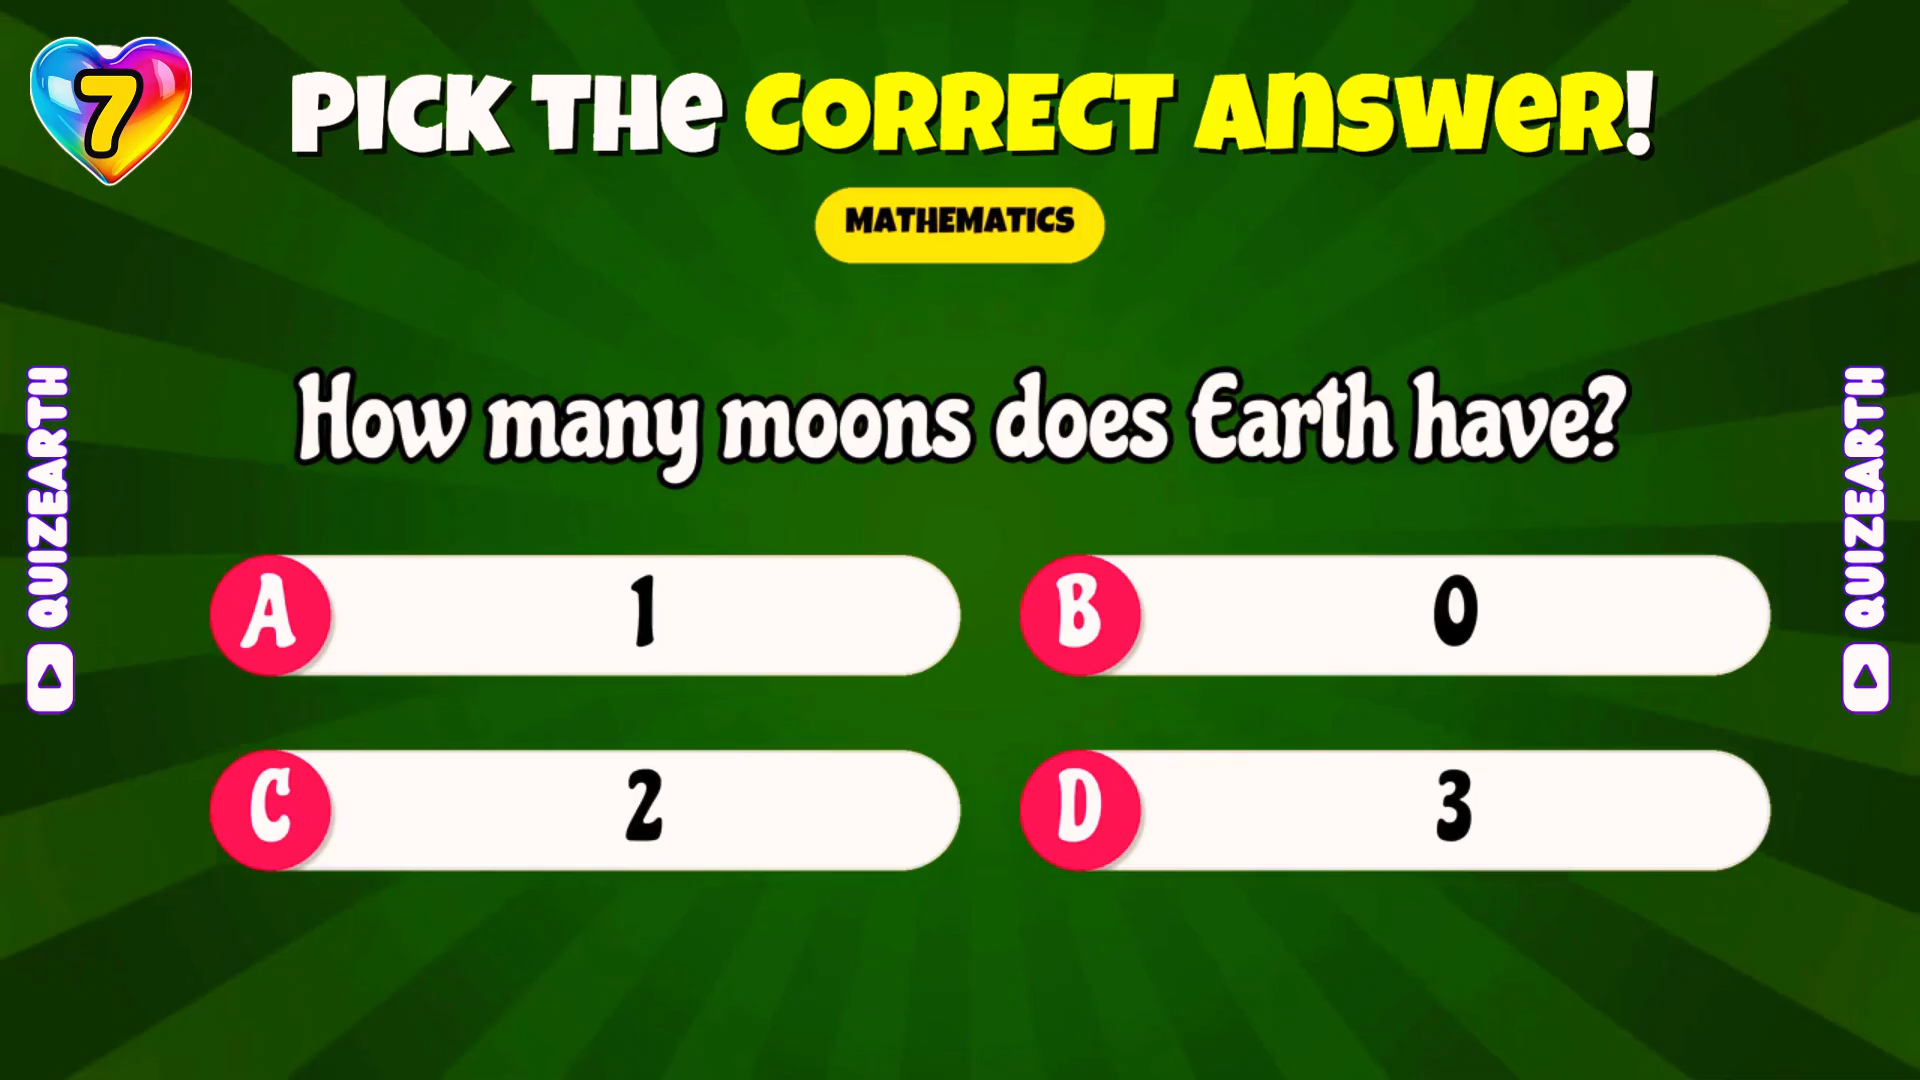 7
PICK THE CORRECT ANSWER!
MATHEMATICS
How many moons does Earth have?
A 1
B 0
C 2
D 3
QUIZEARTH
QUIZEARTH